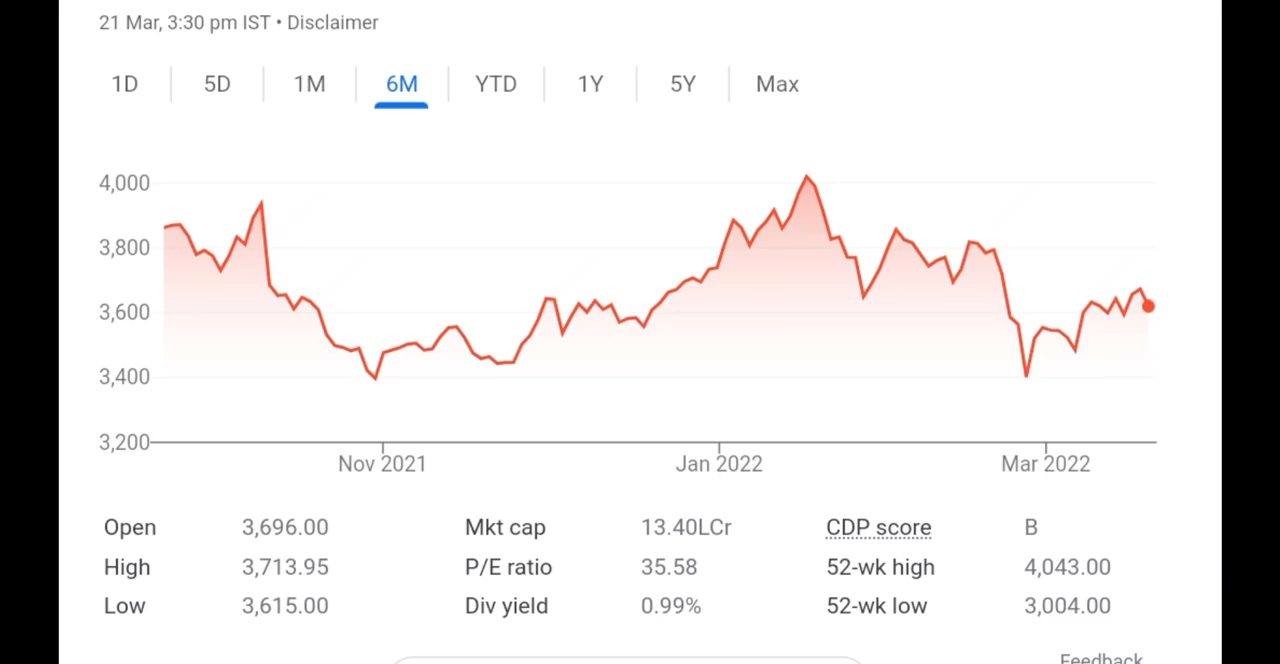 21 Mar, 3:30 pm IST • Disclaimer
1D 5D 1M 6M YTD 1Y 5Y Max
4,000
3,800
3,600
3,400
3,200
Nov 2021 Jan 2022 Mar 2022
Open 3,696.00 Mkt cap 13.40LCr CDP score B
High 3,713.95 P/E ratio 35.58 52-wk high 4,043.00
Low 3,615.00 Div yield 0.99% 52-wk low 3,004.00
Feedback